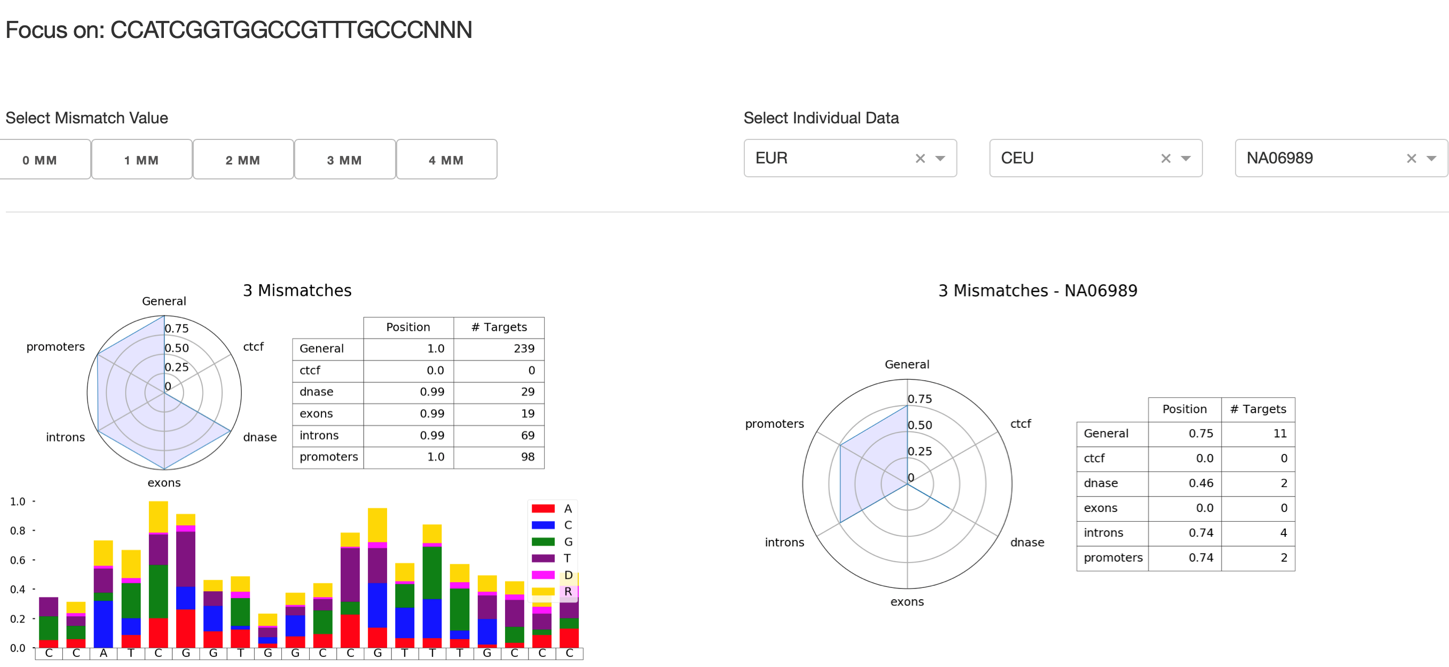 Focus on: CCATCGGTGGCCGTTTGCCCNNN
Select Mismatch Value
Select Individual Data
0 MM 1 MM 2 MM 3 MM 4 MM
EUR CEU NA06989
3 Mismatches
General
promoters
ctcf
introns
dnase
exons
0.75
0.50
0.25
0
Position # Targets
General 1.0 239
ctcf 0.0 0
dnase 0.99 29
exons 0.99 19
introns 0.99 69
promoters 1.0 98
1.0
0.8
0.6
0.4
0.2
0.0
A
C
G
T
D
R
C C A T C G G T G G C C G T T T G C C C
3 Mismatches - NA06989
General
promoters
ctcf
introns
dnase
exons
0.75
0.50
0.25
0
Position # Targets
General 0.75 11
ctcf 0.0 0
dnase 0.46 2
exons 0.0 0
introns 0.74 4
promoters 0.74 2